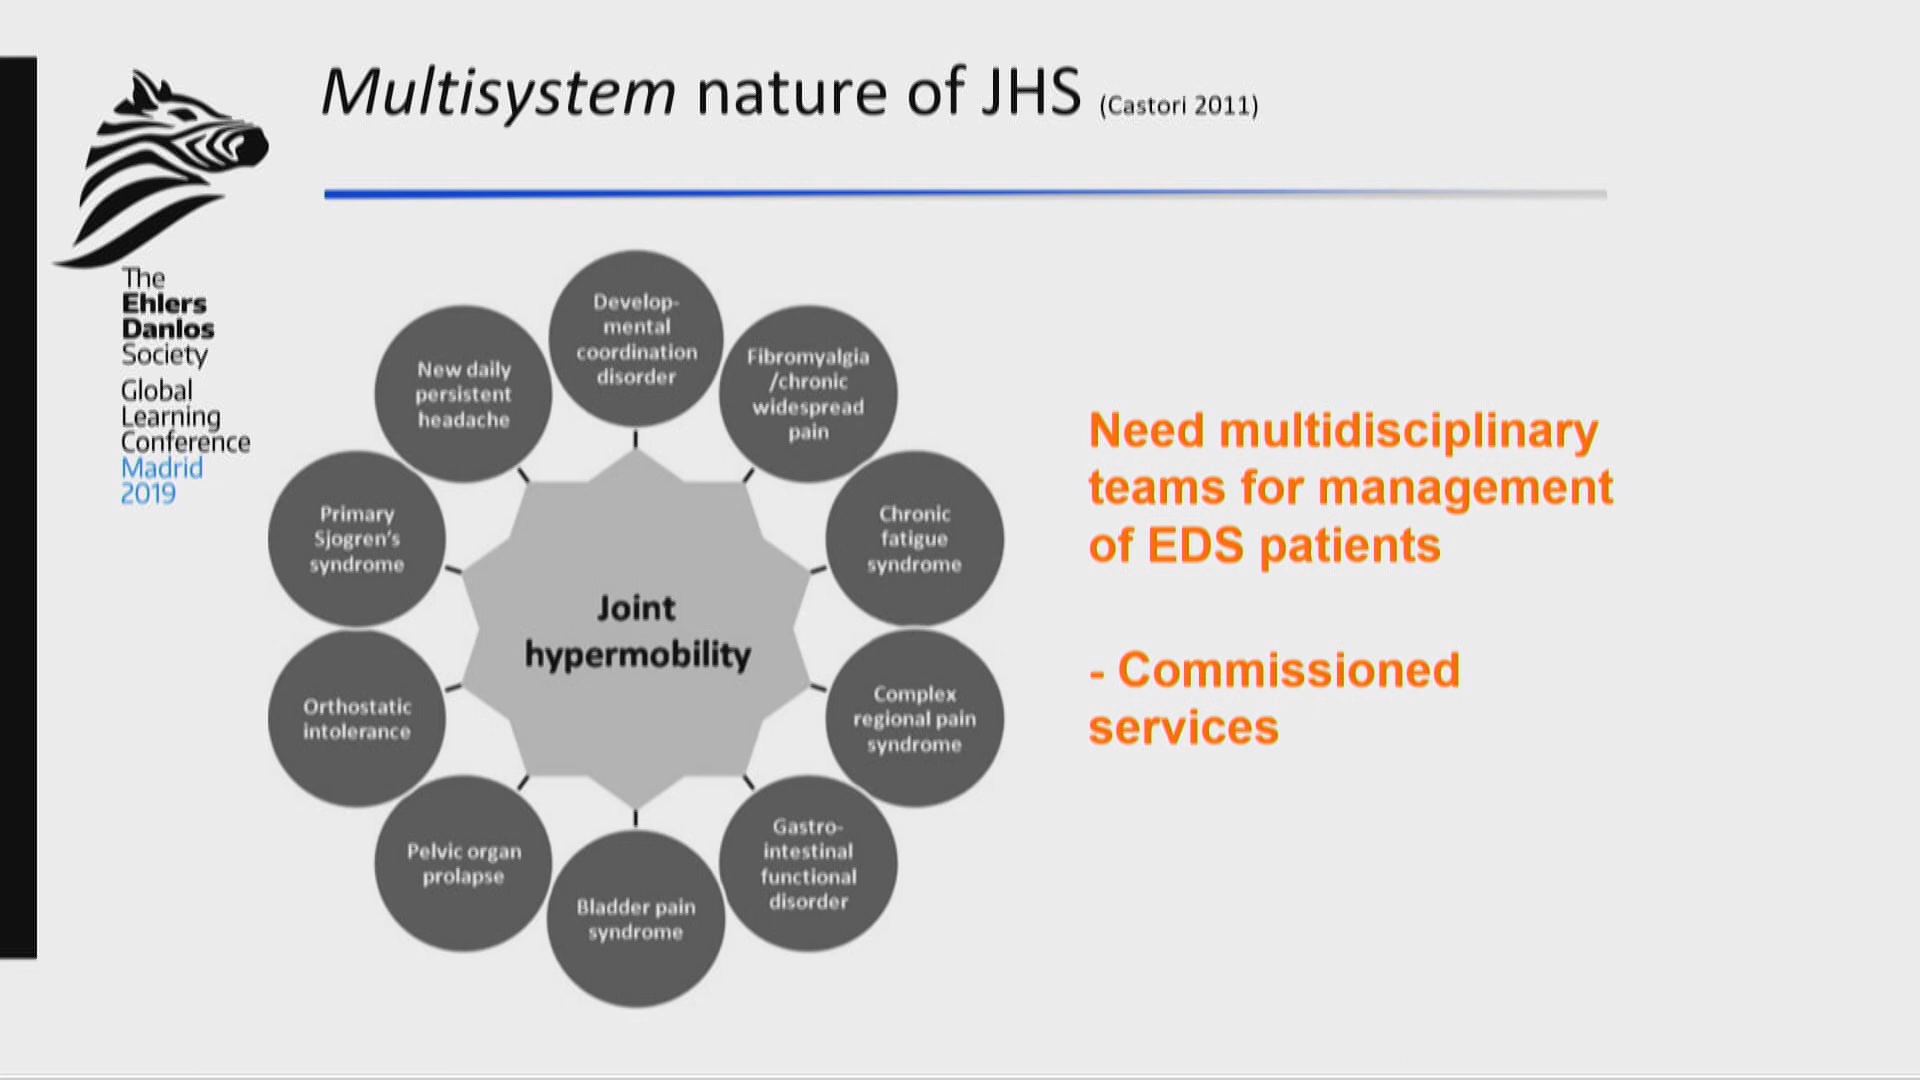 Multisystem nature of JHS (Castori 2011)
The
Ehlers
Danlos
Society
Global
Learning
Conference
Madrid
2019
Develop-
mental
coordination
disorder
Fibromyalgia
/chronic
widespread
pain
Chronic
fatigue
syndrome
Complex
regional pain
syndrome
Gastro-
intestinal
functional
disorder
Bladder pain
syndrome
Pelvic organ
prolapse
Orthostatic
intolerance
Primary
Sjogren's
syndrome
New daily
persistent
headache
Joint
hypermobility
Need multidisciplinary
teams for management
of EDS patients
- Commissioned
services